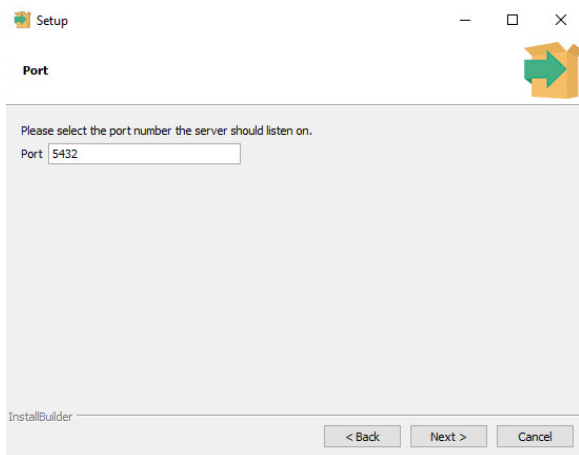 Setup
Port
Please select the port number the server should listen on.
Port 5432
InstallBuilder
< Back Next > Cancel